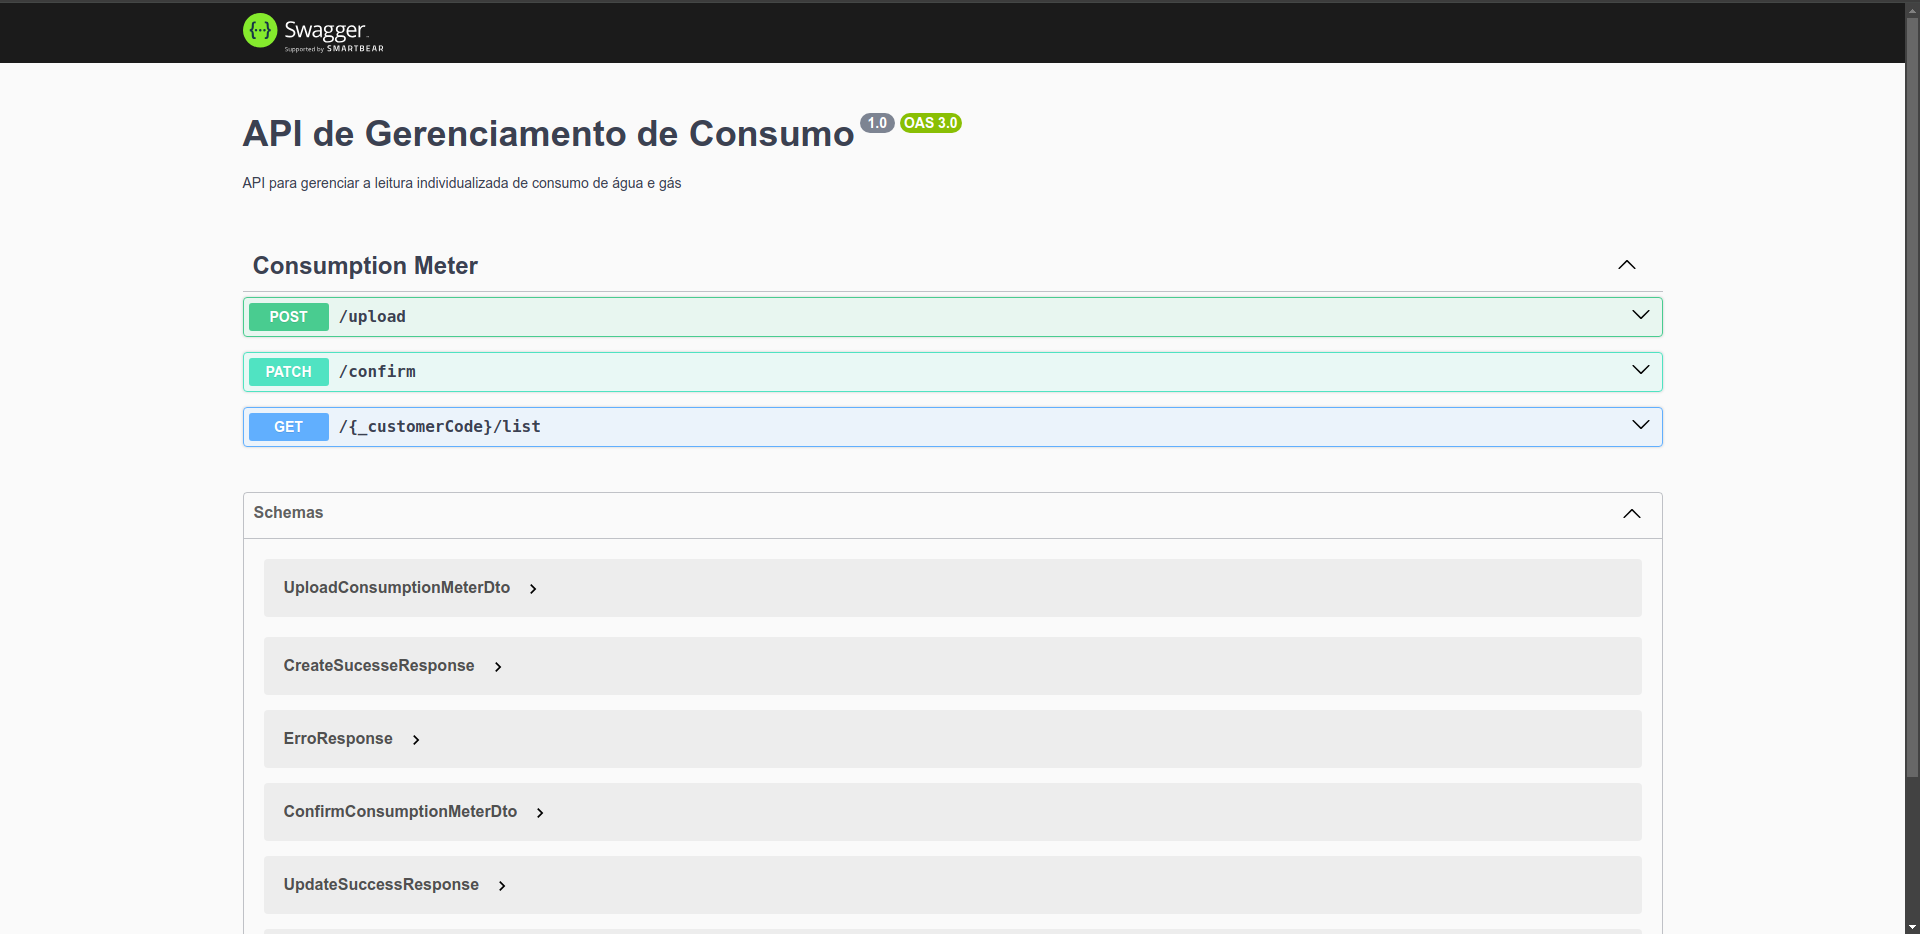 {···} Swagger
Supported by SMARTBEAR
API de Gerenciamento de Consumo 1.0 OAS 3.0
API para gerenciar a leitura individualizada de consumo de água e gás
Consumption Meter
POST /upload
PATCH /confirm
GET /{_customerCode}/list
Schemas
UploadConsumptionMeterDto
CreateSucesseResponse
ErroResponse
ConfirmConsumptionMeterDto
UpdateSuccessResponse